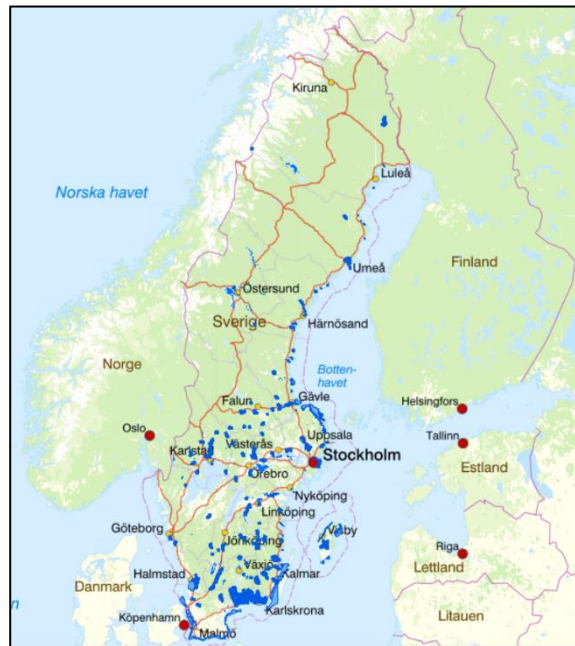 Kiruna
Norska havet
Luleå
Finland
Umeå
Östersund
Sverige
Härnösand
Norge
Botten-
havet
Helsingfors
Falun
Gävle
Oslo
Tallinn
Uppsala
Karlstad
Västerås
Stockholm
Estland
Örebro
Nyköping
Linköping
Göteborg
Visby
Jönköping
Riga
Växjö
Lettland
Danmark
Halmstad
Kalmar
n
Karlskrona
Litauen
Köpenhamn
Malmö